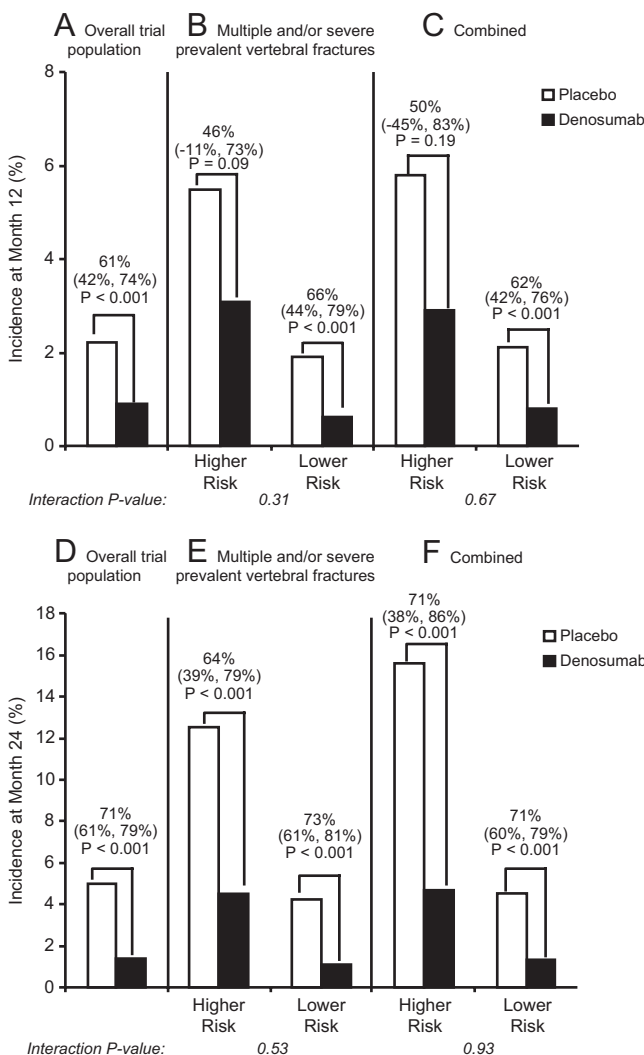 A Overall trial population
B Multiple and/or severe prevalent vertebral fractures
C Combined
Incidence at Month 12 (%)
8
6
4
2
0
Placebo
Denosumab
61%
(42%, 74%)
P < 0.001
46%
(-11%, 73%)
P = 0.09
66%
(44%, 79%)
P < 0.001
50%
(-45%, 83%)
P = 0.19
62%
(42%, 76%)
P < 0.001
Higher Risk
Lower Risk
Higher Risk
Lower Risk
Interaction P-value: 0.31 0.67
D Overall trial population
E Multiple and/or severe prevalent vertebral fractures
F Combined
Incidence at Month 24 (%)
18
16
14
12
10
8
6
4
2
0
Placebo
Denosumab
71%
(61%, 79%)
P < 0.001
64%
(39%, 79%)
P < 0.001
73%
(61%, 81%)
P < 0.001
71%
(38%, 86%)
P < 0.001
71%
(60%, 79%)
P < 0.001
Higher Risk
Lower Risk
Higher Risk
Lower Risk
Interaction P-value: 0.53 0.93